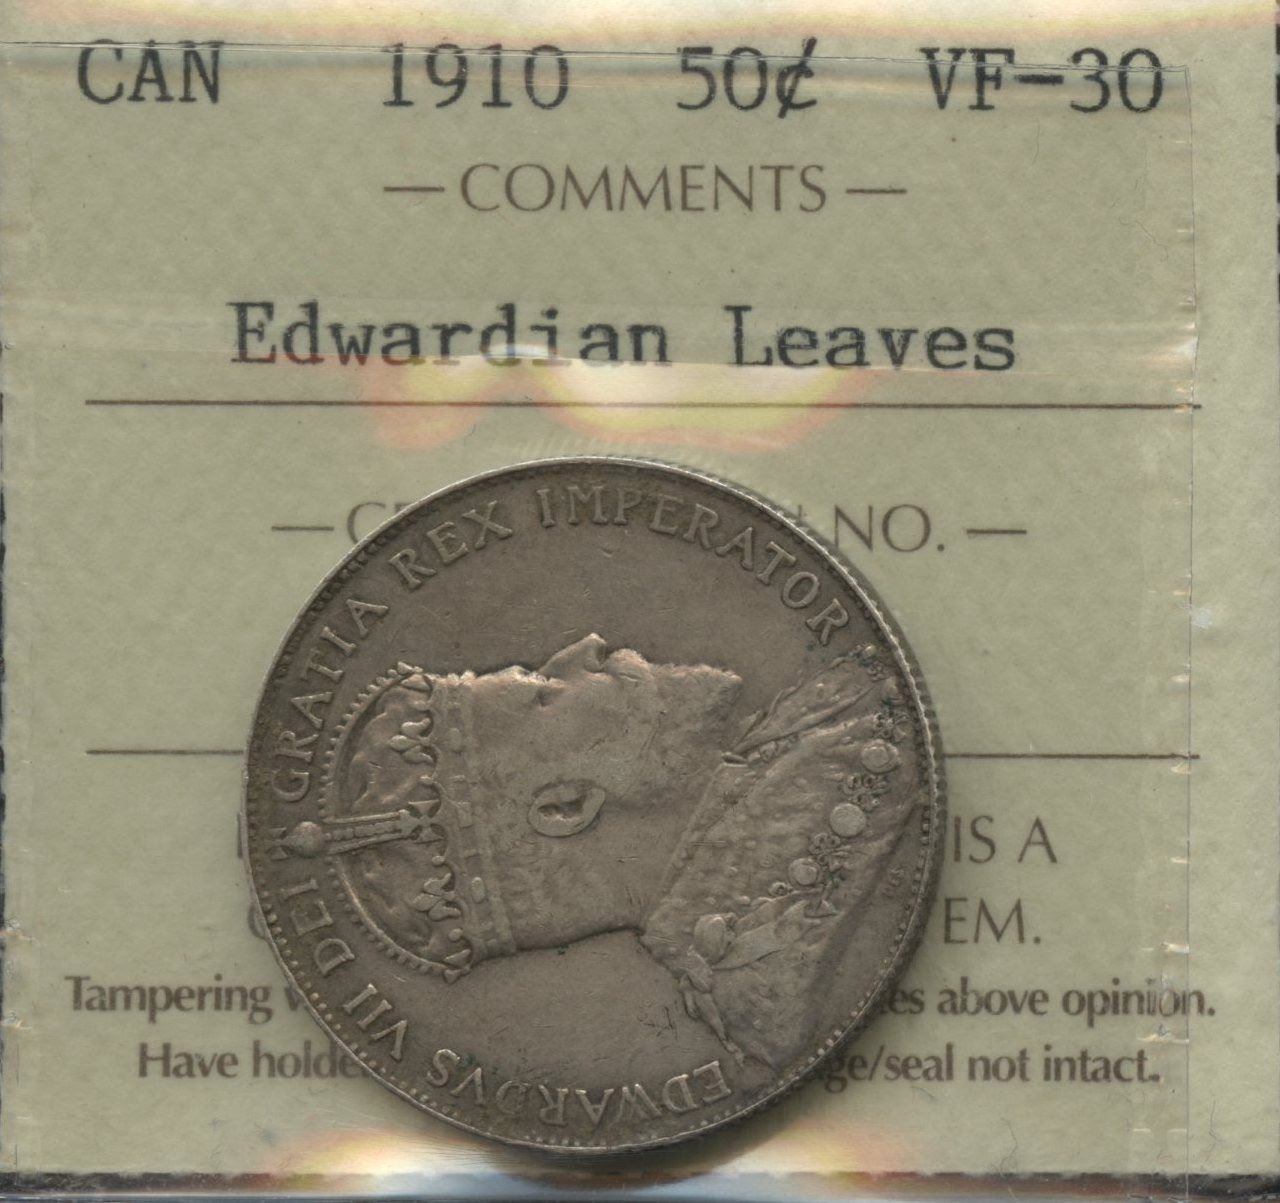 CAN 1910 50¢ VF-30
— COMMENTS —
Edwardian Leaves
NO. —
IS A
EM.
Tampering es above opinion.
Have holde ge/seal not intact.
EDWARDVS VII DEI GRATIA REX IMPERATOR